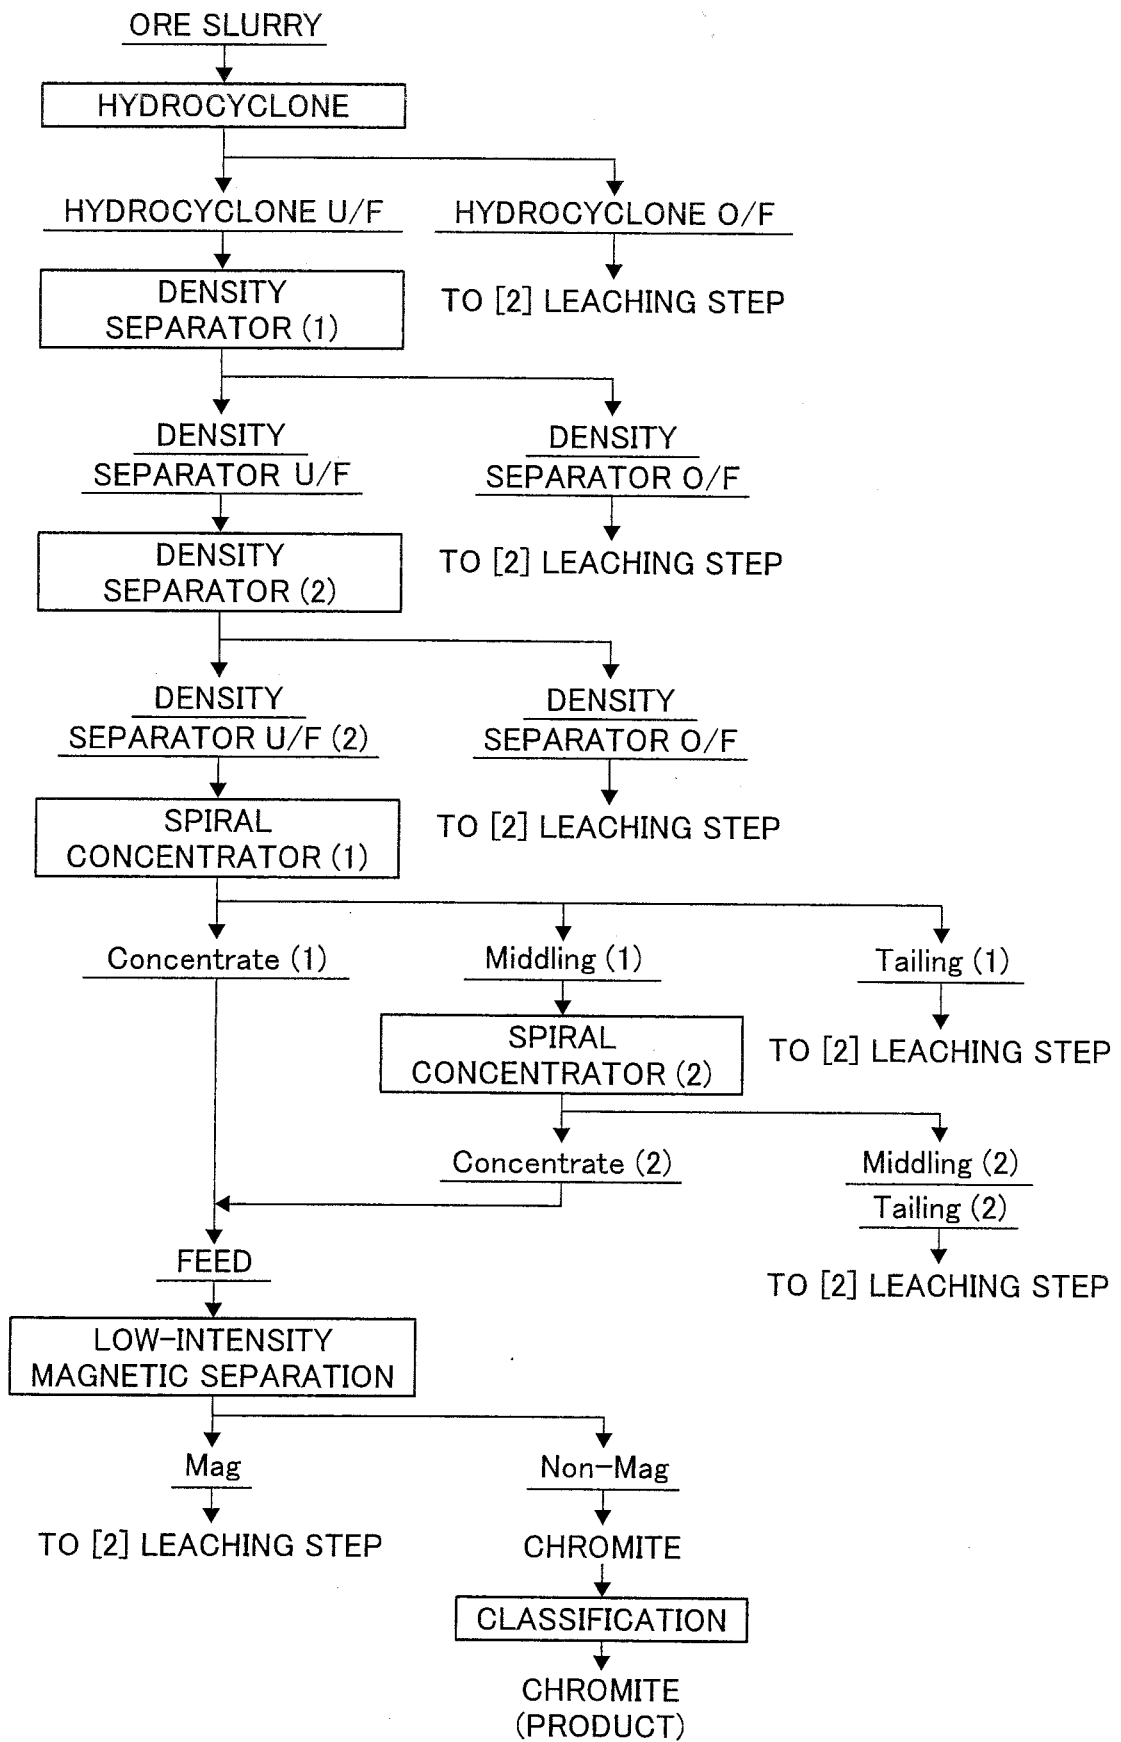 ORE SLURRY
HYDROCYCLONE
HYDROCYCLONE U/F
HYDROCYCLONE O/F
DENSITY
SEPARATOR (1)
TO [2] LEACHING STEP
DENSITY
SEPARATOR U/F
DENSITY
SEPARATOR O/F
DENSITY
SEPARATOR (2)
TO [2] LEACHING STEP
DENSITY
SEPARATOR U/F (2)
DENSITY
SEPARATOR O/F
SPIRAL
CONCENTRATOR (1)
TO [2] LEACHING STEP
Concentrate (1)
Middling (1)
Tailing (1)
SPIRAL
CONCENTRATOR (2)
TO [2] LEACHING STEP
Concentrate (2)
Middling (2)
Tailing (2)
FEED
TO [2] LEACHING STEP
LOW-INTENSITY
MAGNETIC SEPARATION
Mag
Non-Mag
TO [2] LEACHING STEP
CHROMITE
CLASSIFICATION
CHROMITE
(PRODUCT)